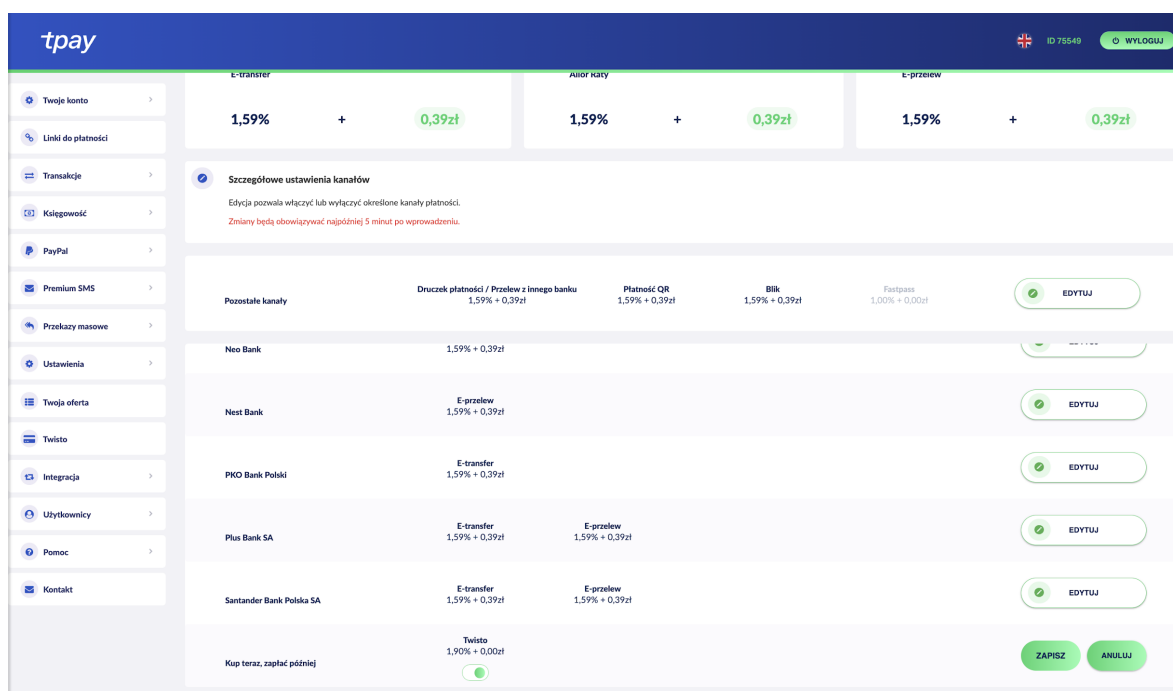 tpay
ID 75549
WYLOGUJ
Twoje konto
Linki do płatności
Transakcje
Księgowość
PayPal
Premium SMS
Przekazy masowe
Ustawienia
Twoja oferta
Twisto
Integracja
Użytkownicy
Pomoc
Kontakt
E-transfer Alior Raty E-przelew
1,59% + 0,39zł 1,59% + 0,39zł 1,59% + 0,39zł
Szczegółowe ustawienia kanałów
Edycja pozwala włączyć lub wyłączyć określone kanały płatności.
Zmiany będą obowiązywać najpóźniej 5 minut po wprowadzeniu.
Druczek płatności / Przelew z innego banku Płatność QR Blik Fastpass
1,59% + 0,39zł 1,59% + 0,39zł 1,59% + 0,39zł 1,00% + 0,00zł
Pozostałe kanały EDYTUJ
Neo Bank 1,59% + 0,39zł
E-przelew
Nest Bank 1,59% + 0,39zł EDYTUJ
E-transfer
PKO Bank Polski 1,59% + 0,39zł EDYTUJ
E-transfer E-przelew
Plus Bank SA 1,59% + 0,39zł 1,59% + 0,39zł EDYTUJ
E-transfer E-przelew
Santander Bank Polska SA 1,59% + 0,39zł 1,59% + 0,39zł EDYTUJ
Twisto
1,90% + 0,00zł
Kup teraz, zapłać później ZAPISZ ANULUJ